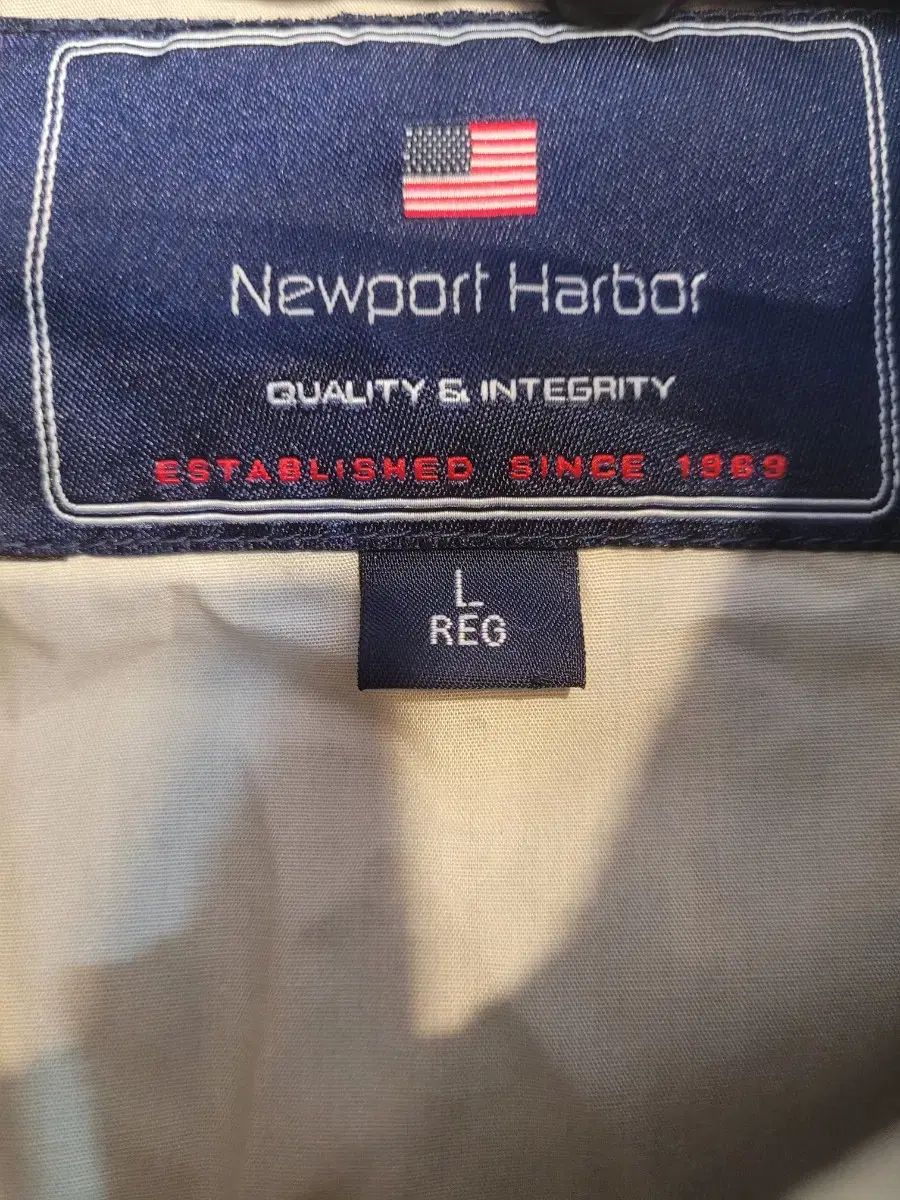 Newport Harbor
QUALITY & INTEGRITY
ESTABLISHED SINCE 1969
L
REG